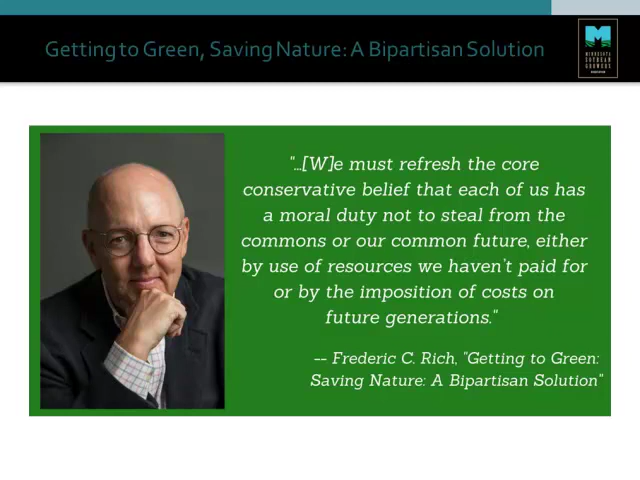 Getting to Green, Saving Nature: A Bipartisan Solution
MINNESOTA
SOYBEAN
GROWERS
"...[W]e must refresh the core
conservative belief that each of us has
a moral duty not to steal from the
commons or our common future, either
by use of resources we haven't paid for
or by the imposition of costs on
future generations."
-- Frederic C. Rich, "Getting to Green:
Saving Nature: A Bipartisan Solution"